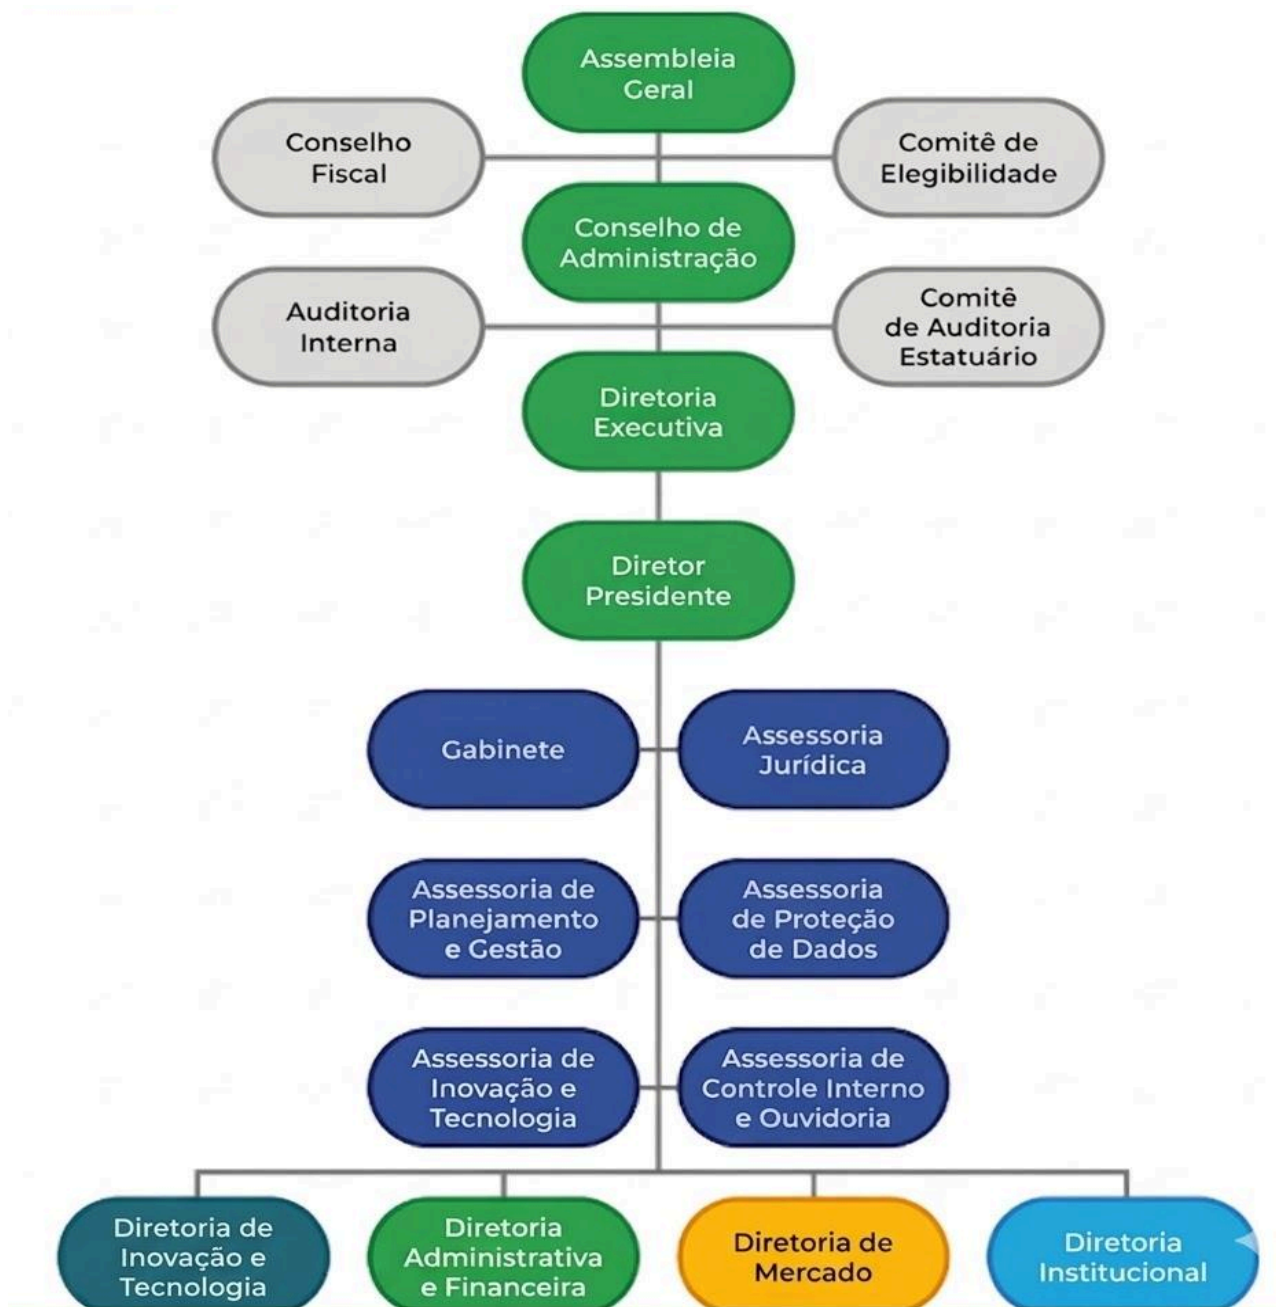 Assembleia
Geral
Conselho
Fiscal
Comitê de
Elegibilidade
Conselho de
Administração
Auditoria
Interna
Comitê
de Auditoria
Estatuário
Diretoria
Executiva
Diretor
Presidente
Gabinete
Assessoria
Jurídica
Assessoria de
Planejamento
e Gestão
Assessoria
de Proteção
de Dados
Assessoria de
Inovação e
Tecnologia
Assessoria de
Controle Interno
e Ouvidoria
Diretoria de
Inovação e
Tecnologia
Diretoria
Administrativa
e Financeira
Diretoria de
Mercado
Diretoria
Institucional